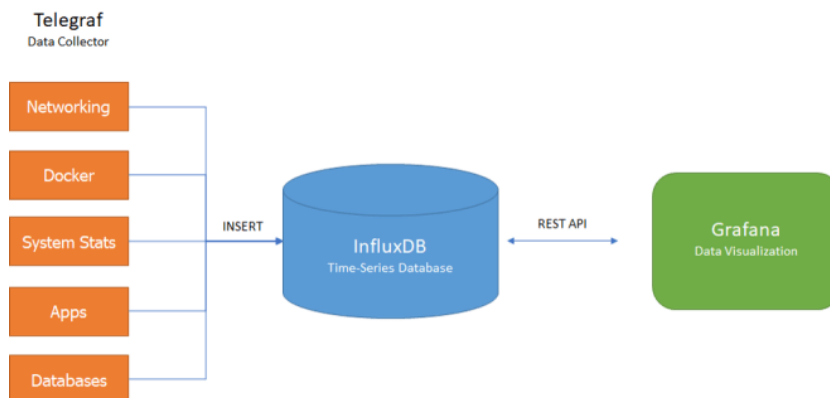 Telegraf
Data Collector
Networking
Docker
System Stats
Apps
Databases
INSERT
InfluxDB
Time-Series Database
REST API
Grafana
Data Visualization